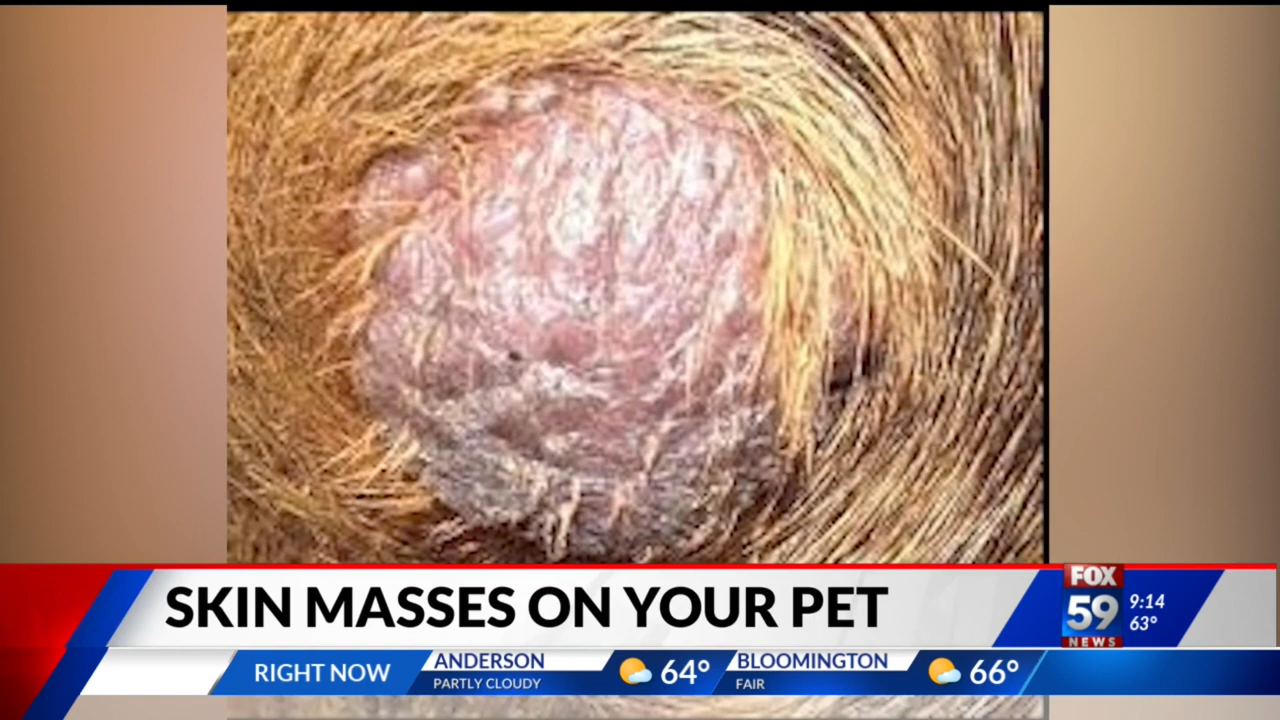 SKIN MASSES ON YOUR PET
FOX
59
NEWS
9:14
63°
RIGHT NOW
ANDERSON
PARTLY CLOUDY
64°
BLOOMINGTON
FAIR
66°